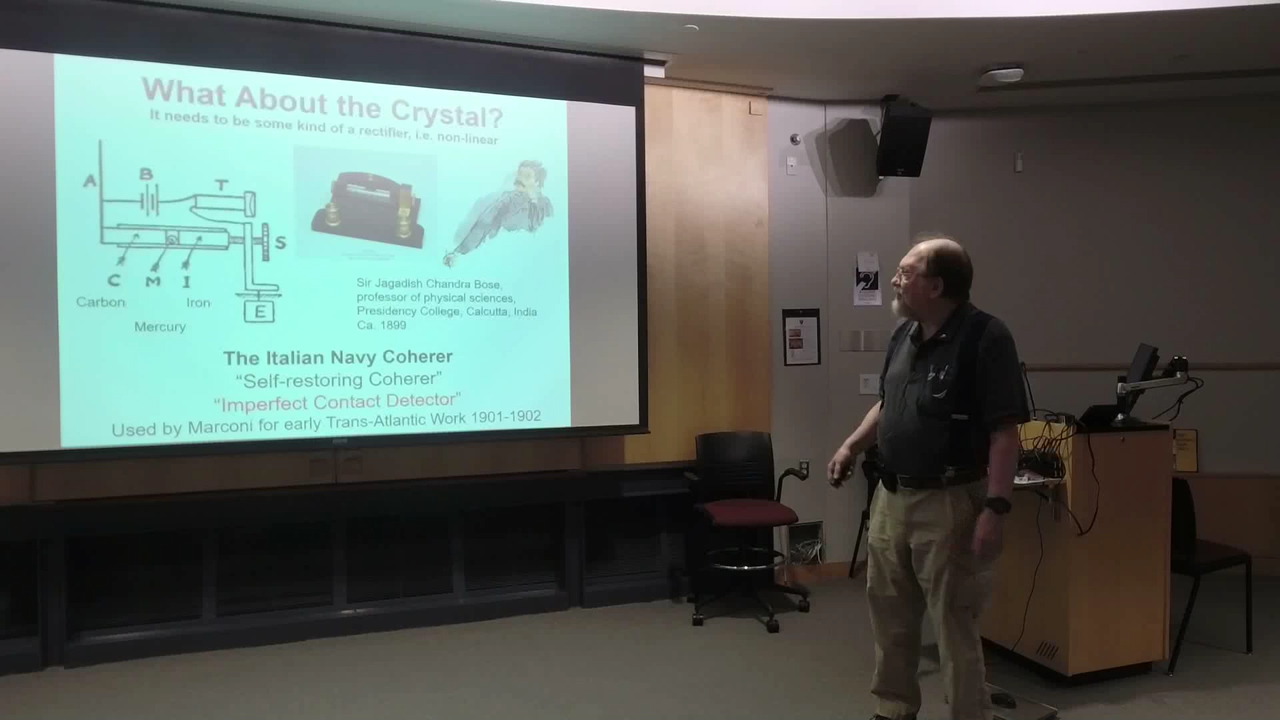 What About the Crystal?
It needs to be some kind of a rectifier, i.e. non-linear
A
B
T
S
C M I
E
Carbon
Iron
Mercury
Sir Jagadish Chandra Bose,
professor of physical sciences,
Presidency College, Calcutta, India
Ca. 1899
The Italian Navy Coherer
“Self-restoring Coherer”
“Imperfect Contact Detector”
Used by Marconi for early Trans-Atlantic Work 1901-1902